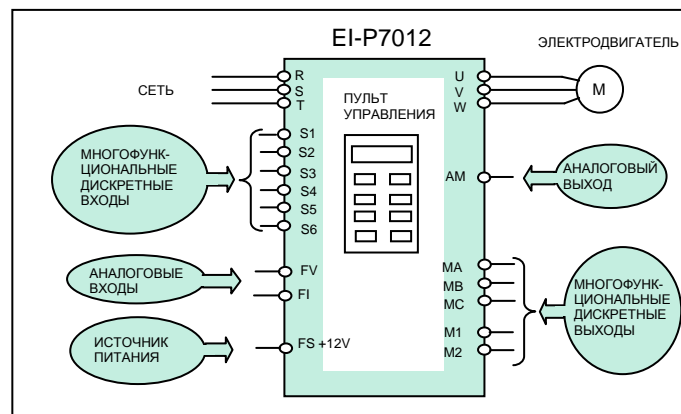 EI-P7012
ЭЛЕКТРОДВИГАТЕЛЬ
СЕТЬ
R
S
T
U
V
W
M
ПУЛЬТ
УПРАВЛЕНИЯ
МНОГОФУНК-
ЦИОНАЛЬНЫЕ
ДИСКРЕТНЫЕ
ВХОДЫ
S1
S2
S3
S4
S5
S6
AM
АНАЛОГОВЫЙ
ВЫХОД
АНАЛОГОВЫЕ
ВХОДЫ
FV
FI
MA
MB
MC
M1
M2
МНОГОФУНК-
ЦИОНАЛЬНЫЕ
ДИСКРЕТНЫЕ
ВЫХОДЫ
ИСТОЧНИК
ПИТАНИЯ
FS +12V